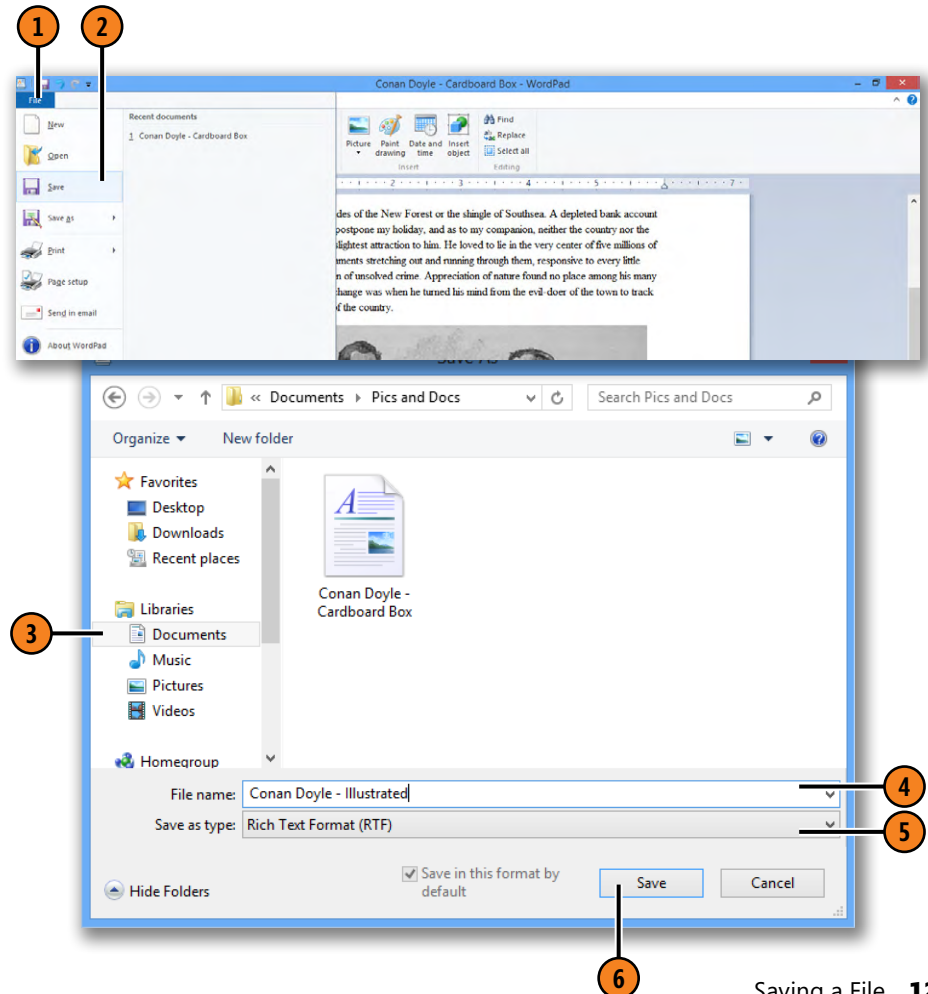 1 2
Conan Doyle - Cardboard Box - WordPad
File
New
Open
Save
Save as
Print
Page setup
Send in email
About WordPad
Recent documents
1 Conan Doyle - Cardboard Box
Picture
Paint drawing
Date and time
Insert object
Insert
Find
Replace
Select all
Editing
2 3 4 5 7
des of the New Forest or the shingle of Southsea. A depleted bank account
postpone my holiday, and as to my companion, neither the country nor the
lightest attraction to him. He loved to lie in the very center of five millions of
ments stretching out and running through them, responsive to every little
n of unsolved crime. Appreciation of nature found no place among his many
hange was when he turned his mind from the evil-doer of the town to track
f the country.
Save As
« Documents Pics and Docs
Search Pics and Docs
Organize New folder
Favorites
Desktop
Downloads
Recent places
Libraries
3
Documents
Music
Pictures
Videos
Homegroup
A
Conan Doyle -
Cardboard Box
File name: Conan Doyle - Illustrated
4
Save as type: Rich Text Format (RTF)
5
Hide Folders
Save in this format by
default
Save
Cancel
6
Saving a File